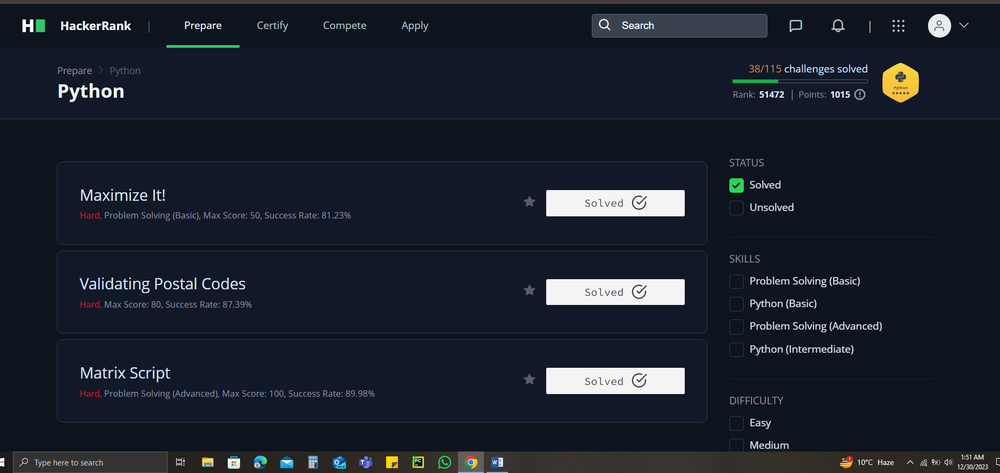 H HackerRank | Prepare Certify Compete Apply Search
Prepare > Python
Python
38/115 challenges solved
Rank: 51472 | Points: 1015
Python
★★★★★
Maximize It!
Hard, Problem Solving (Basic), Max Score: 50, Success Rate: 81.23%
Solved
Validating Postal Codes
Hard, Max Score: 80, Success Rate: 87.39%
Solved
Matrix Script
Hard, Problem Solving (Advanced), Max Score: 100, Success Rate: 89.98%
Solved
STATUS
Solved
Unsolved
SKILLS
Problem Solving (Basic)
Python (Basic)
Problem Solving (Advanced)
Python (Intermediate)
DIFFICULTY
Easy
Medium
Type here to search
NEW
PC
W
1
10°C Haze
1:51 AM
12/30/2023